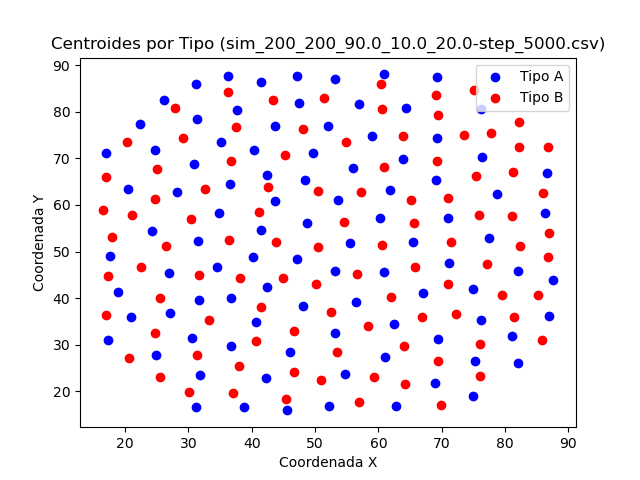 Centroides por Tipo (sim_200_200_90.0_10.0_20.0-step_5000.csv)
Tipo A
Tipo B
90
80
70
60
50
40
30
20
Coordenada Y
20 30 40 50 60 70 80 90
Coordenada X